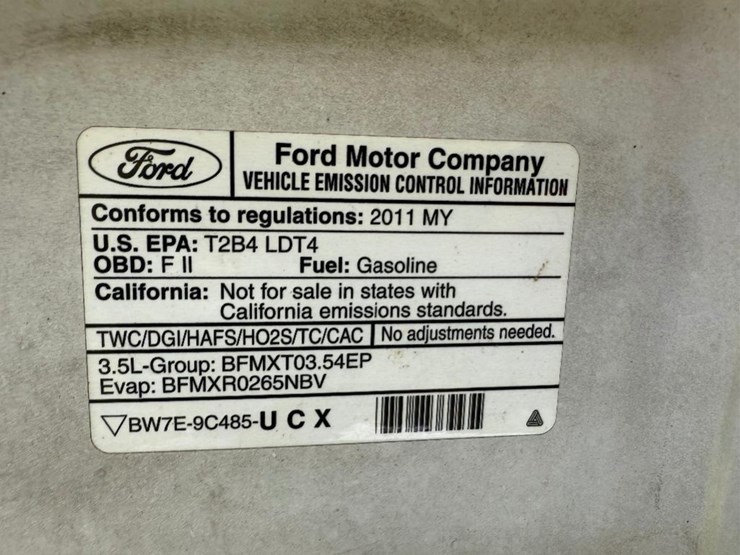 Ford
Ford Motor Company
VEHICLE EMISSION CONTROL INFORMATION
Conforms to regulations: 2011 MY
U.S. EPA: T2B4 LDT4
OBD: F II Fuel: Gasoline
California: Not for sale in states with
California emissions standards.
TWC/DGI/HAFS/HO2S/TC/CAC No adjustments needed.
3.5L-Group: BFMXT03.54EP
Evap: BFMXR0265NBV
BW7E-9C485-U C X